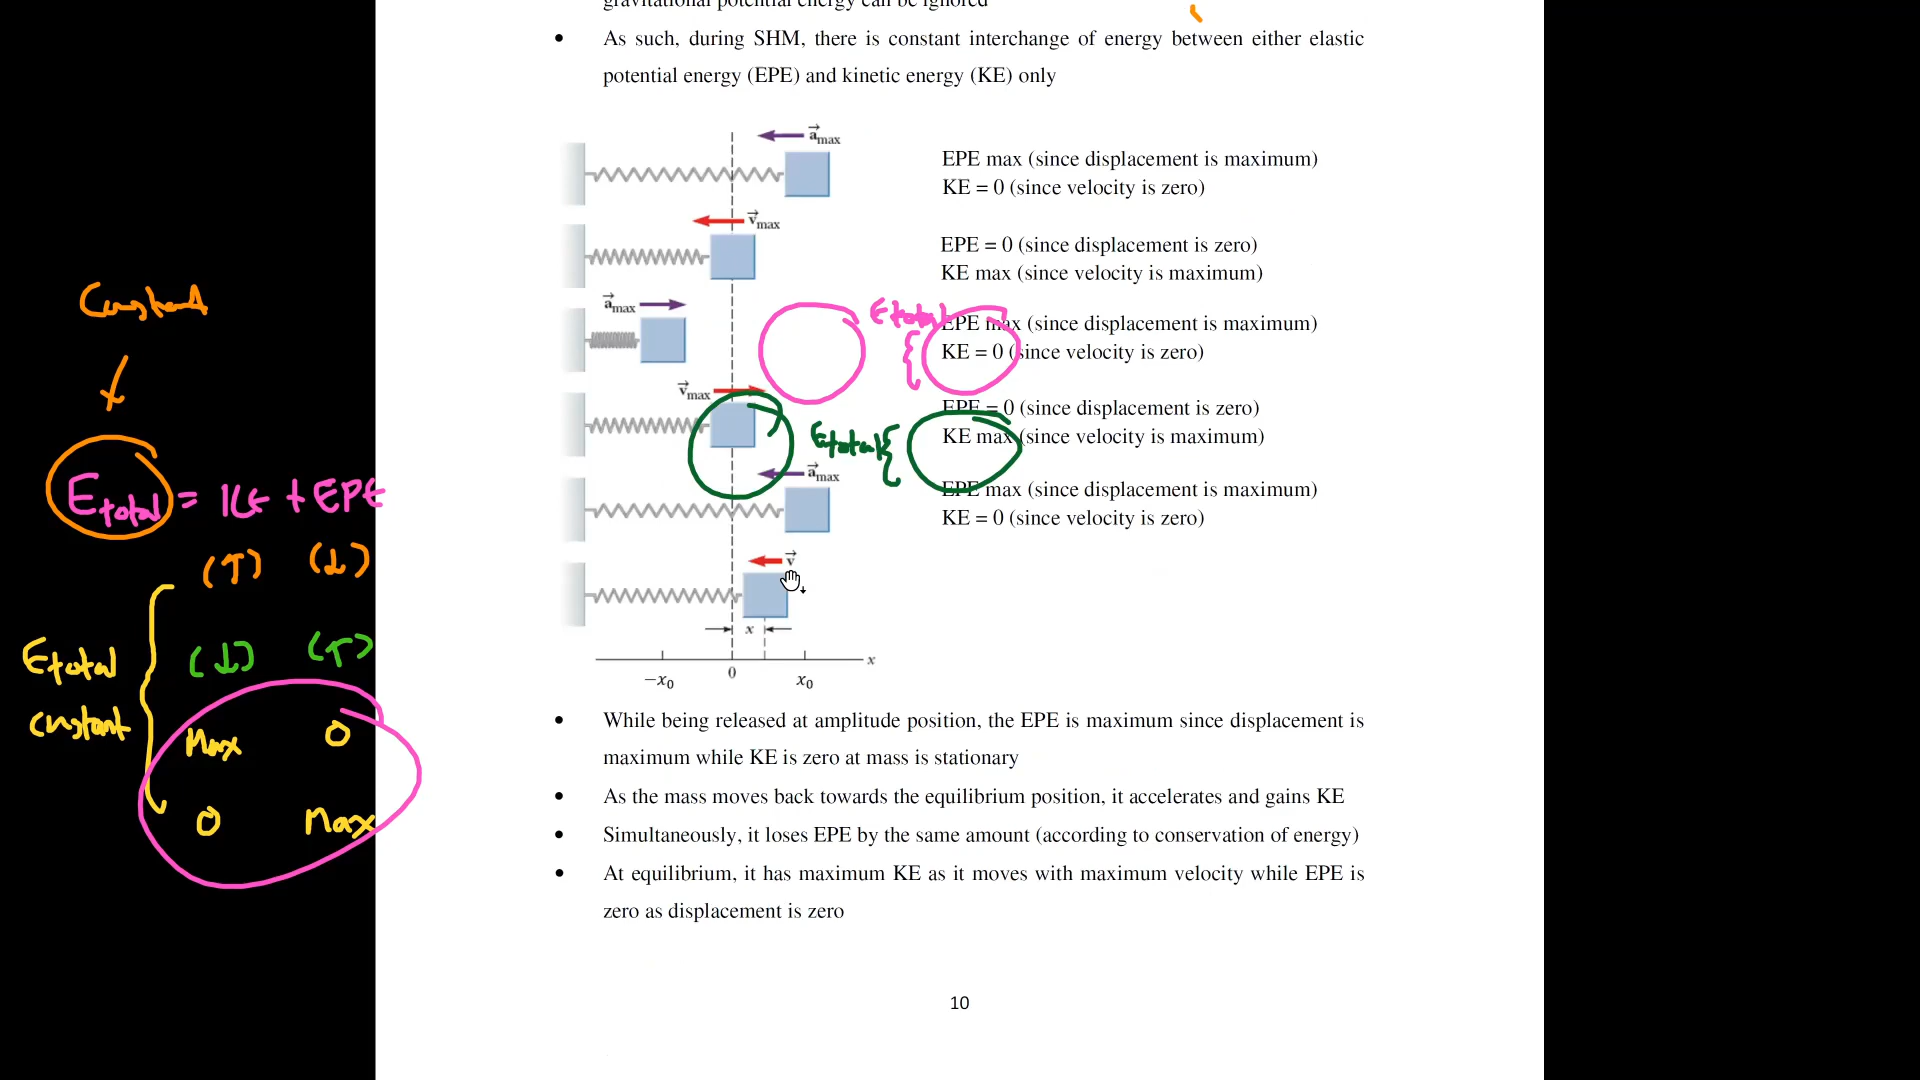 gravitational potential energy can be ignored
• As such, during SHM, there is constant interchange of energy between either elastic
potential energy (EPE) and kinetic energy (KE) only
a max
EPE max (since displacement is maximum)
KE = 0 (since velocity is zero)
v max
EPE = 0 (since displacement is zero)
KE max (since velocity is maximum)
a max
Etotal
EPE max (since displacement is maximum)
KE = 0 (since velocity is zero)
v max
EPE = 0 (since displacement is zero)
Etotal
KE max (since velocity is maximum)
a max
EPE max (since displacement is maximum)
KE = 0 (since velocity is zero)
v
x
x
−x₀ 0 x₀
• While being released at amplitude position, the EPE is maximum since displacement is
maximum while KE is zero at mass is stationary
• As the mass moves back towards the equilibrium position, it accelerates and gains KE
• Simultaneously, it loses EPE by the same amount (according to conservation of energy)
• At equilibrium, it has maximum KE as it moves with maximum velocity while EPE is
zero as displacement is zero
10
Constant
Etotal = KE + EPE
(↑) (↓)
(↓) (↑)
Etotal
constant
Max 0
0 Max